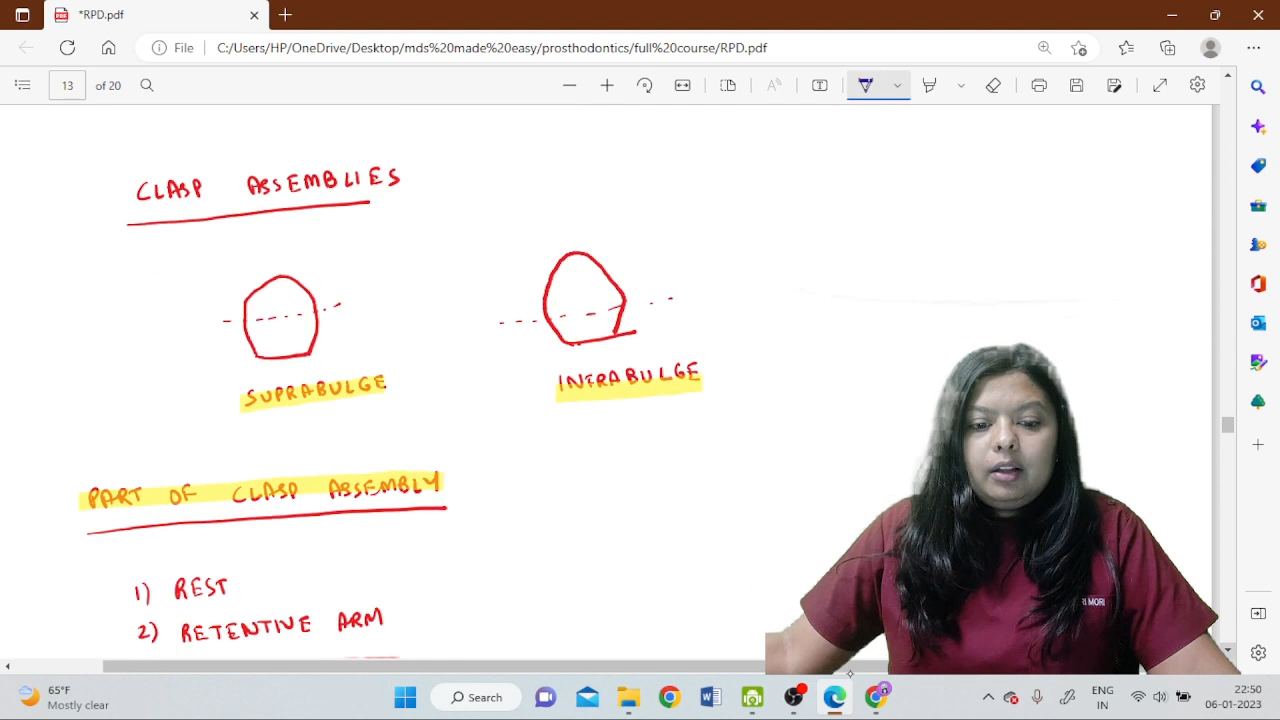 *RPD.pdf
File
C:/Users/HP/OneDrive/Desktop/mds%20made%20easy/prosthodontics/full%20course/RPD.pdf
13 of 20
CLASP ASSEMBLIES
SUPRABULGE
INFRABULGE
PART OF CLASP ASSEMBLY
1) REST
2) RETENTIVE ARM
RI MORI
65°F
Mostly clear
Search
ENG
IN
22:50
06-01-2023